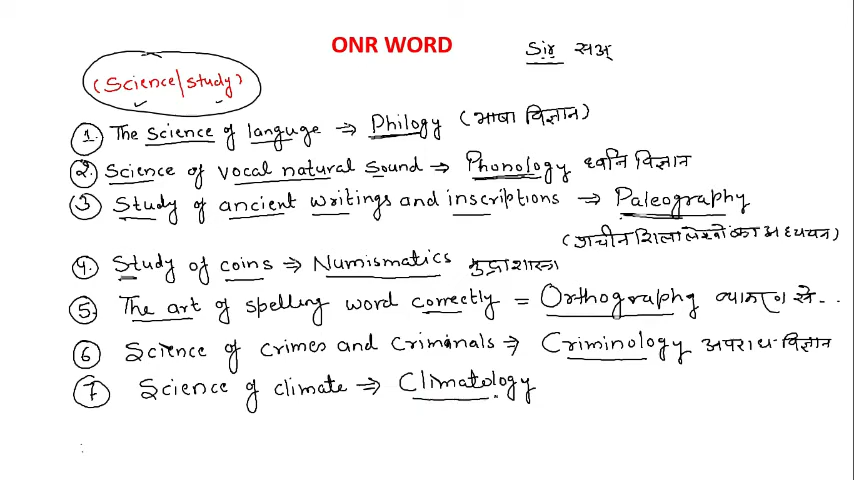 ONR WORD
Sir सअ्
(Science/study)
1. The science of languge ⇒ Philogy (भाषा विज्ञान)
2. Science of vocal natural sound → Phonology ध्वनि विज्ञान
3 Study of ancient writings and inscriptions → Paleography
(प्राचीन शिलालेखों का अध्ययन)
4. Study of coins ⇒ Numismatics मुद्राशास्त्र
5. The art of spelling word correctly = Orthography व्याकरण से...
6 Science of crimes and criminals ⇒ Criminology अपराध-विज्ञान
7 Science of climate ⇒ Climatology